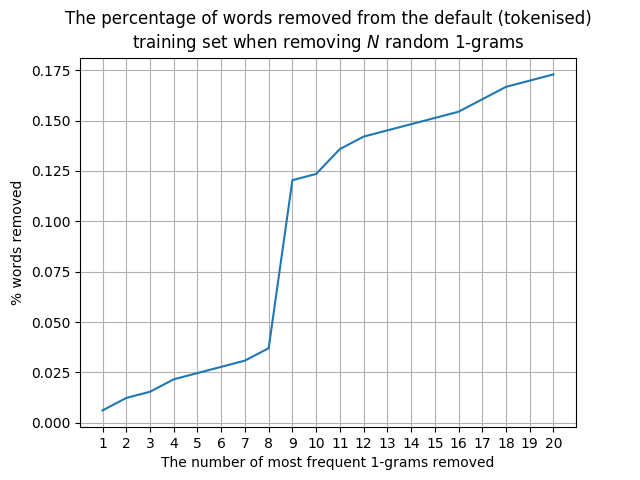 The percentage of words removed from the default (tokenised)
training set when removing N random 1-grams
0.175
0.150
0.125
0.100
0.075
0.050
0.025
0.000
% words removed
1 2 3 4 5 6 7 8 9 10 11 12 13 14 15 16 17 18 19 20
The number of most frequent 1-grams removed